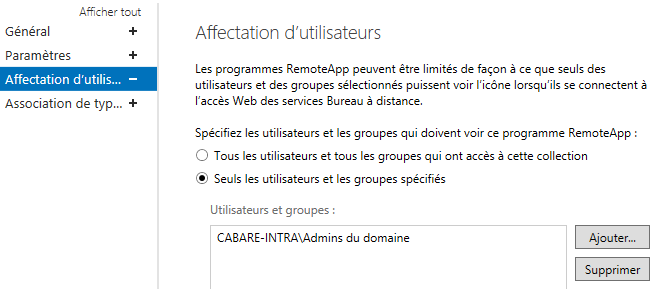 Afficher tout
Général +
Paramètres +
Affectation d'utilis... −
Association de typ... +
Affectation d'utilisateurs
Les programmes RemoteApp peuvent être limités de façon à ce que seuls des
utilisateurs et des groupes sélectionnés puissent voir l'icône lorsqu'ils se connectent à
l'accès Web des services Bureau à distance.
Spécifiez les utilisateurs et les groupes qui doivent voir ce programme RemoteApp :
Tous les utilisateurs et tous les groupes qui ont accès à cette collection
Seuls les utilisateurs et les groupes spécifiés
Utilisateurs et groupes :
CABARE-INTRA\Admins du domaine
Ajouter...
Supprimer